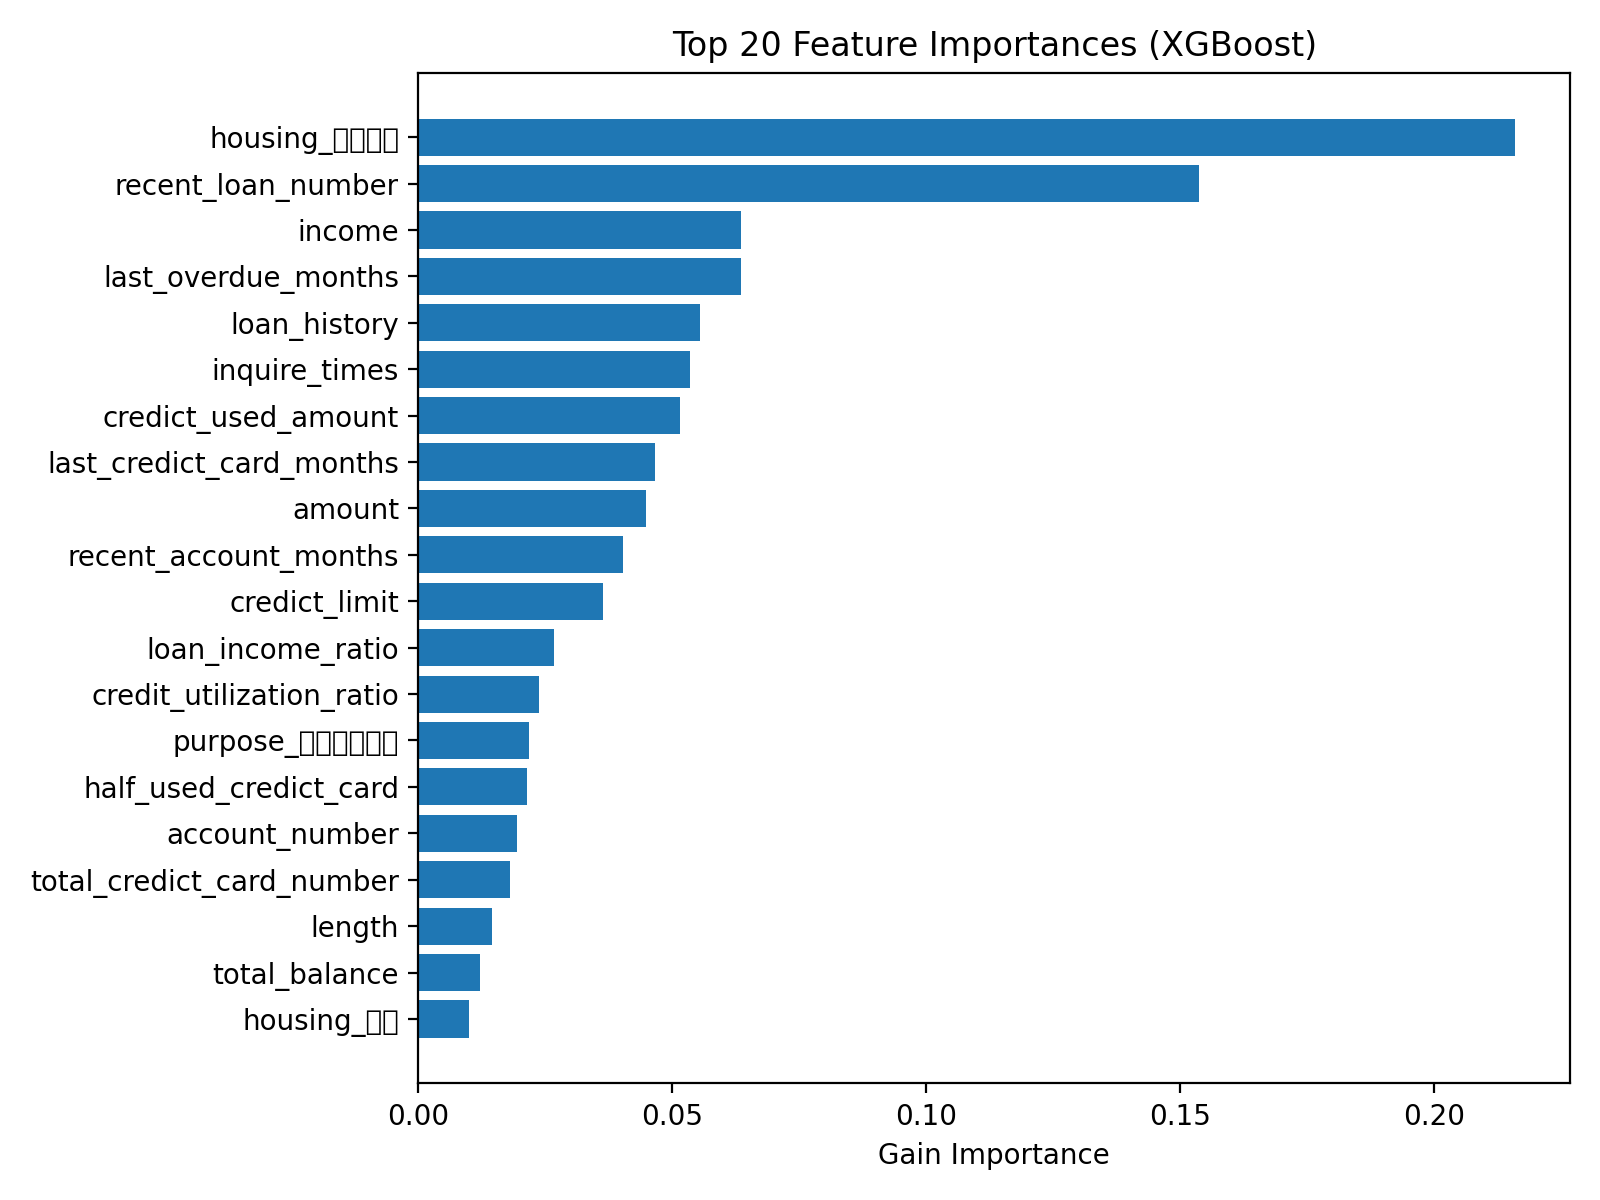 Top 20 Feature Importances (XGBoost)
housing_□□□□
recent_loan_number
income
last_overdue_months
loan_history
inquire_times
credict_used_amount
last_credict_card_months
amount
recent_account_months
credict_limit
loan_income_ratio
credit_utilization_ratio
purpose_□□□□□□
half_used_credict_card
account_number
total_credict_card_number
length
total_balance
housing_□□
0.00 0.05 0.10 0.15 0.20
Gain Importance